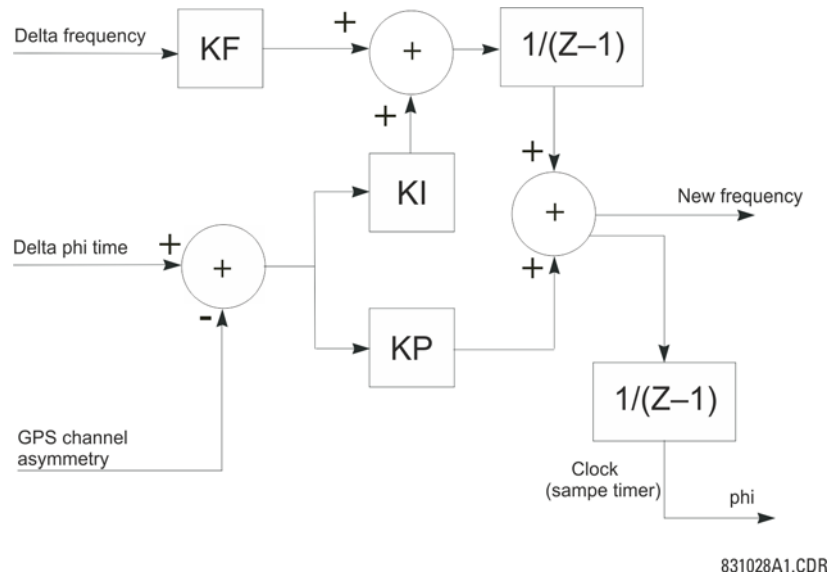 Delta frequency
KF
+
+
1/(Z–1)
+
+
KI
New frequency
+
Delta phi time
+
+
+
-
KP
1/(Z–1)
GPS channel
asymmetry
Clock
(sampe timer)
phi
831028A1.CDR